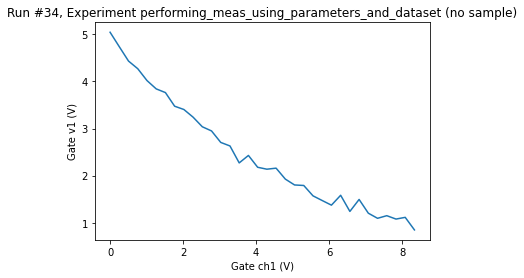 Run #34, Experiment performing_meas_using_parameters_and_dataset (no sample)
5
4
3
2
1
Gate v1 (V)
0 2 4 6 8
Gate ch1 (V)